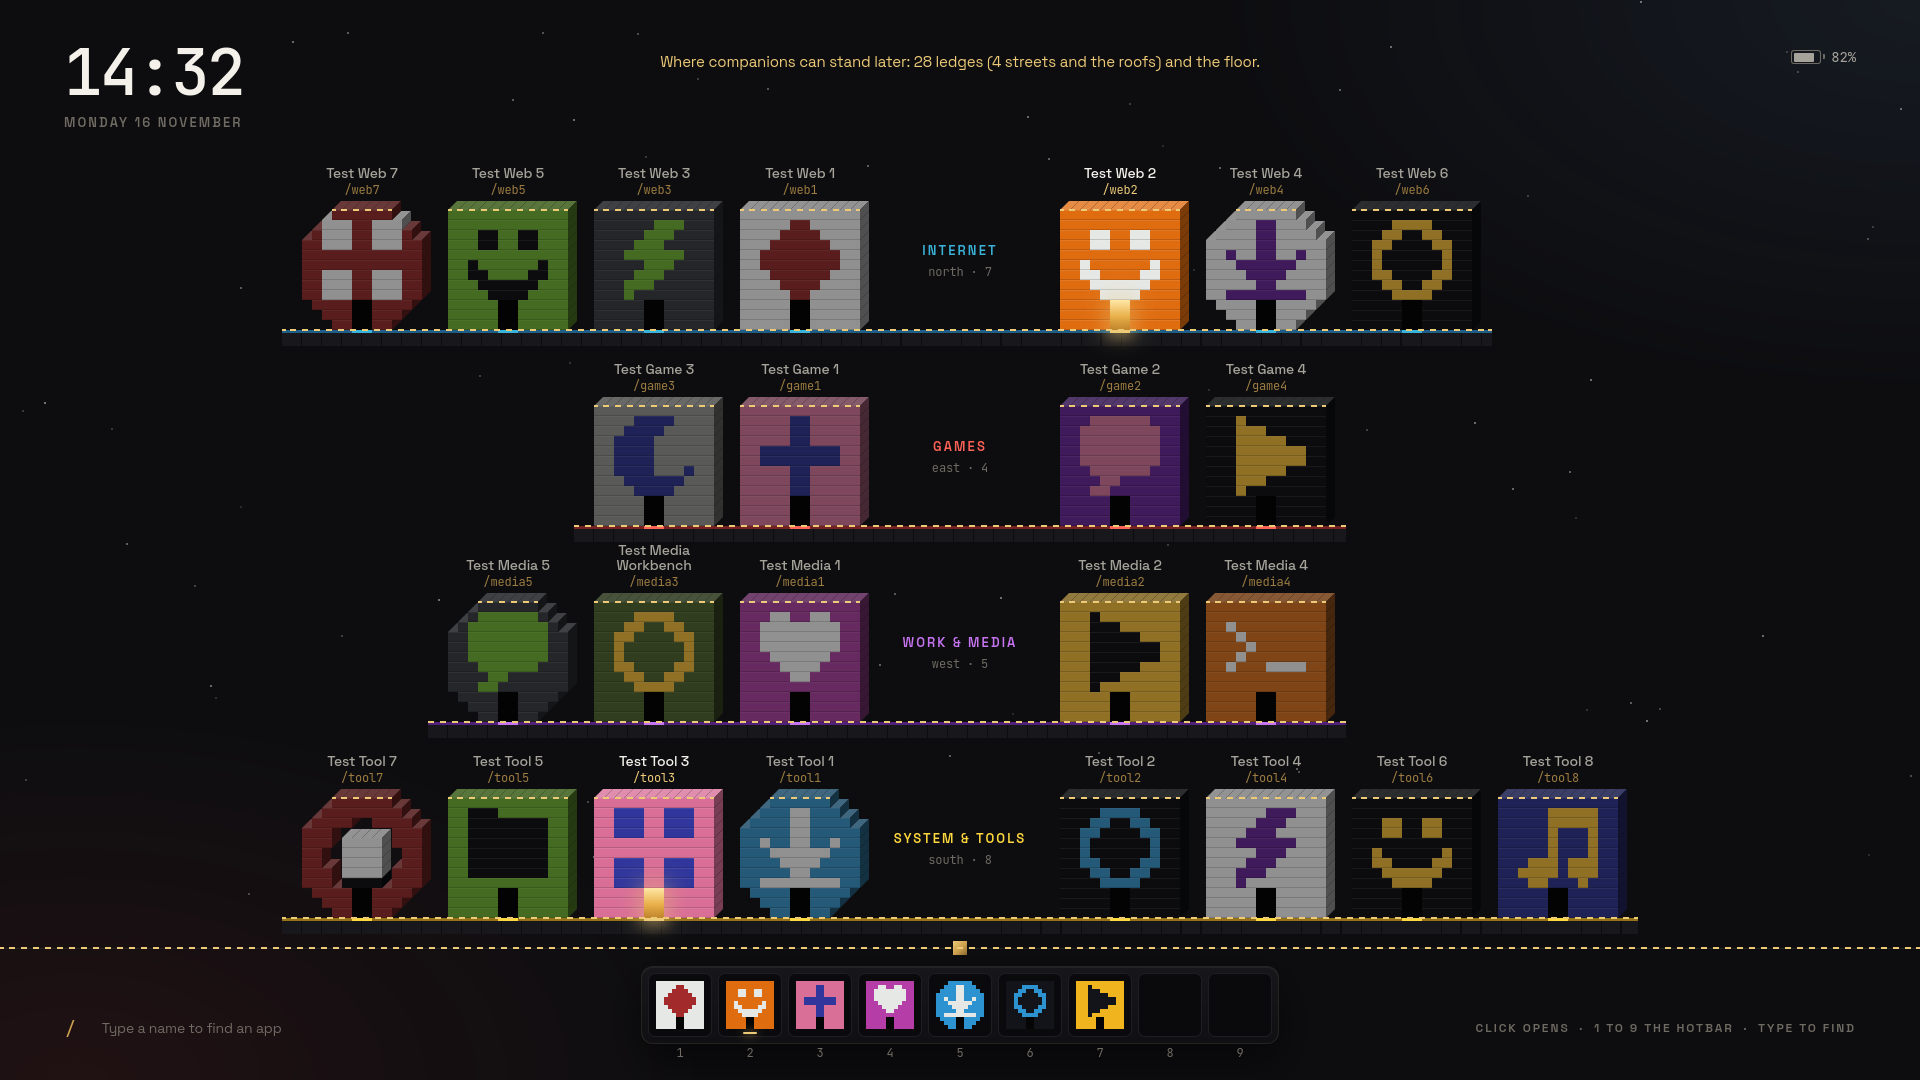 14:32
MONDAY 16 NOVEMBER
Where companions can stand later: 28 ledges (4 streets and the roofs) and the floor.
82%
Test Web 7
/web7
Test Web 5
/web5
Test Web 3
/web3
Test Web 1
/web1
INTERNET
north · 7
Test Web 2
/web2
Test Web 4
/web4
Test Web 6
/web6
Test Game 3
/game3
Test Game 1
/game1
GAMES
east · 4
Test Game 2
/game2
Test Game 4
/game4
Test Media 5
/media5
Test Media
Workbench
/media3
Test Media 1
/media1
WORK & MEDIA
west · 5
Test Media 2
/media2
Test Media 4
/media4
Test Tool 7
/tool7
Test Tool 5
/tool5
Test Tool 3
/tool3
Test Tool 1
/tool1
SYSTEM & TOOLS
south · 8
Test Tool 2
/tool2
Test Tool 4
/tool4
Test Tool 6
/tool6
Test Tool 8
/tool8
/ Type a name to find an app
1 2 3 4 5 6 7 8 9
CLICK OPENS · 1 TO 9 THE HOTBAR · TYPE TO FIND